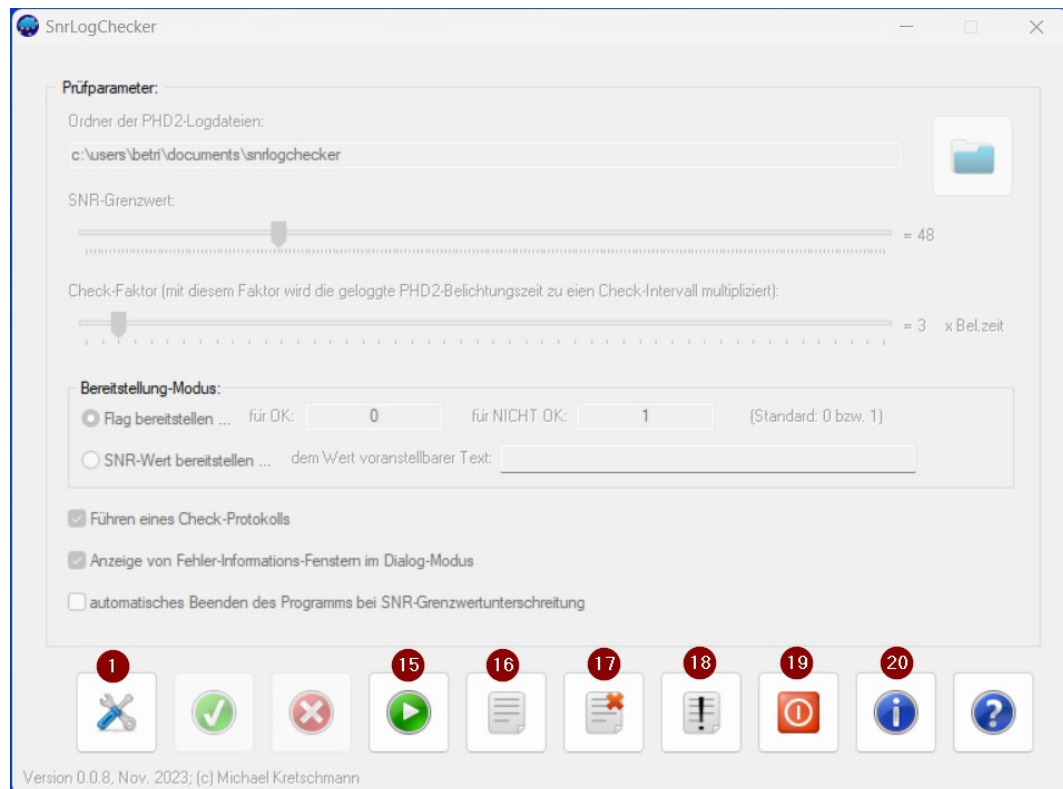 SnrLogChecker
Prüfparameter:
Ordner der PHD2-Logdateien:
c:\users\betri\documents\snrlogchecker
SNR-Grenzwert:
= 48
Check-Faktor (mit diesem Faktor wird die geloggte PHD2-Belichtungszeit zu eien Check-Intervall multipliziert):
= 3 x Bel.zeit
Bereitstellung-Modus:
Flag bereitstellen ... für OK: 0 für NICHT OK: 1 (Standard: 0 bzw. 1)
SNR-Wert bereitstellen ... dem Wert voranstellbarer Text:
Führen eines Check-Protokolls
Anzeige von Fehler-Informations-Fenstern im Dialog-Modus
automatisches Beenden des Programms bei SNR-Grenzwertunterschreitung
1 15 16 17 18 19 20
Version 0.0.8, Nov. 2023; (c) Michael Kretschmann